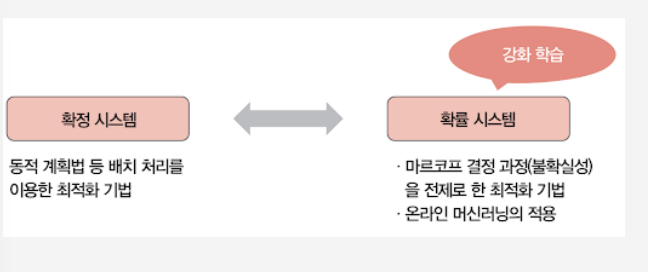 강화 학습
확정 시스템
확률 시스템
동적 계획법 등 배치 처리를
이용한 최적화 기법
· 마르코프 결정 과정(불확실성)
을 전제로 한 최적화 기법
· 온라인 머신러닝의 적용